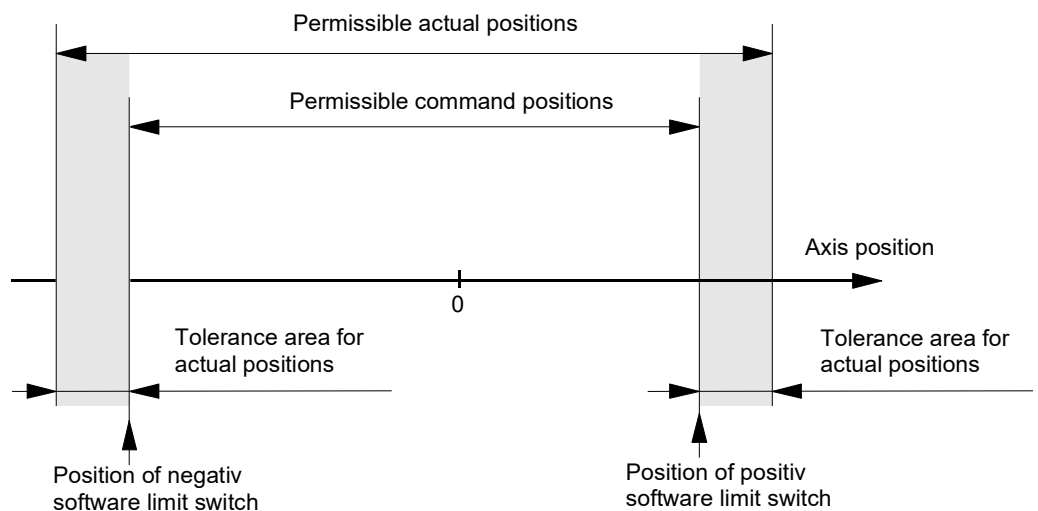 Permissible actual positions
Permissible command positions
Axis position
0
Tolerance area for
actual positions
Tolerance area for
actual positions
Position of negativ
software limit switch
Position of positiv
software limit switch